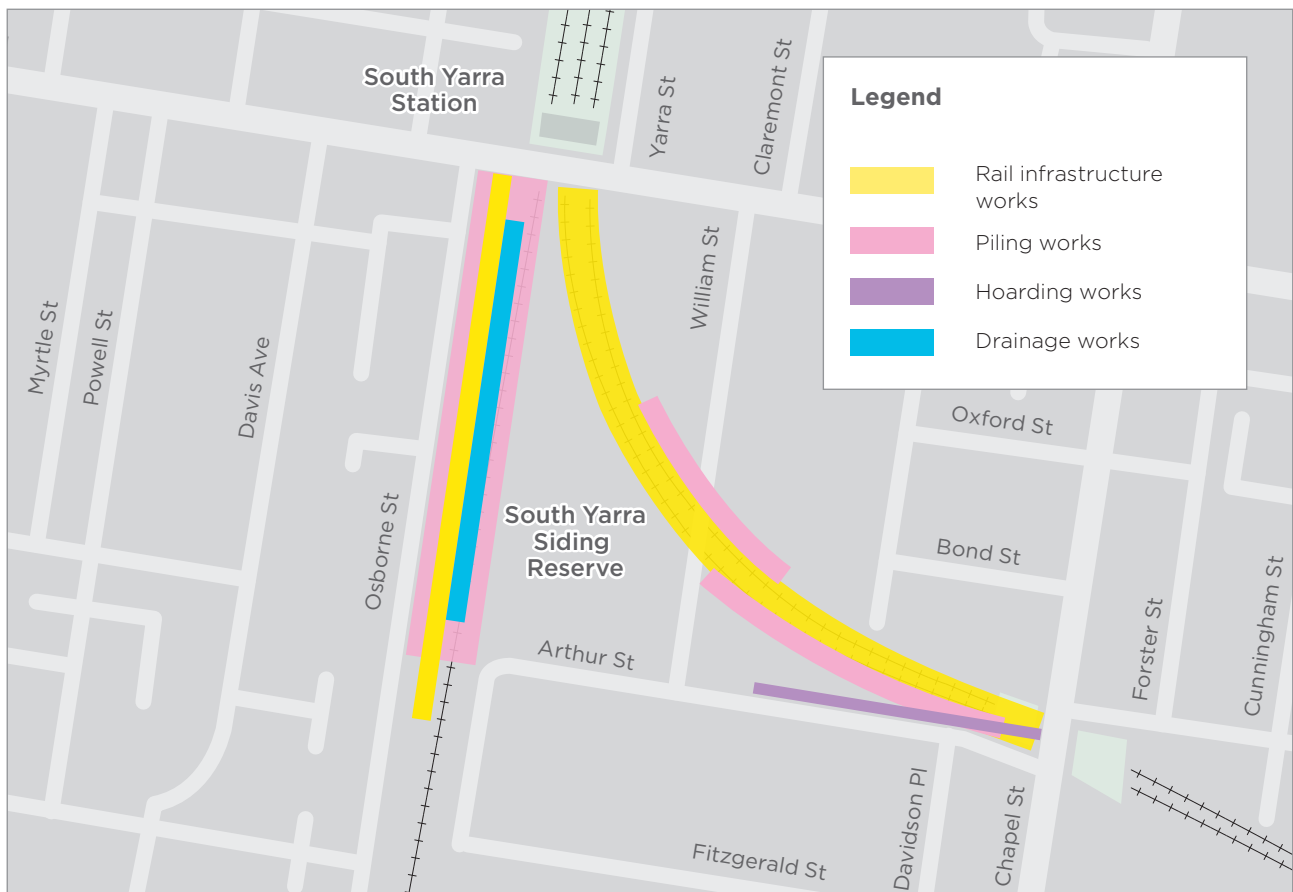 South Yarra
Station
Yarra St
Claremont St
Legend
Rail infrastructure
works
Piling works
Hoarding works
Drainage works
William St
Myrtle St
Powell St
Davis Ave
Osborne St
Oxford St
South Yarra
Siding
Reserve
Bond St
Arthur St
Forster St
Cunningham St
Davidson Pl
Chapel St
Fitzgerald St